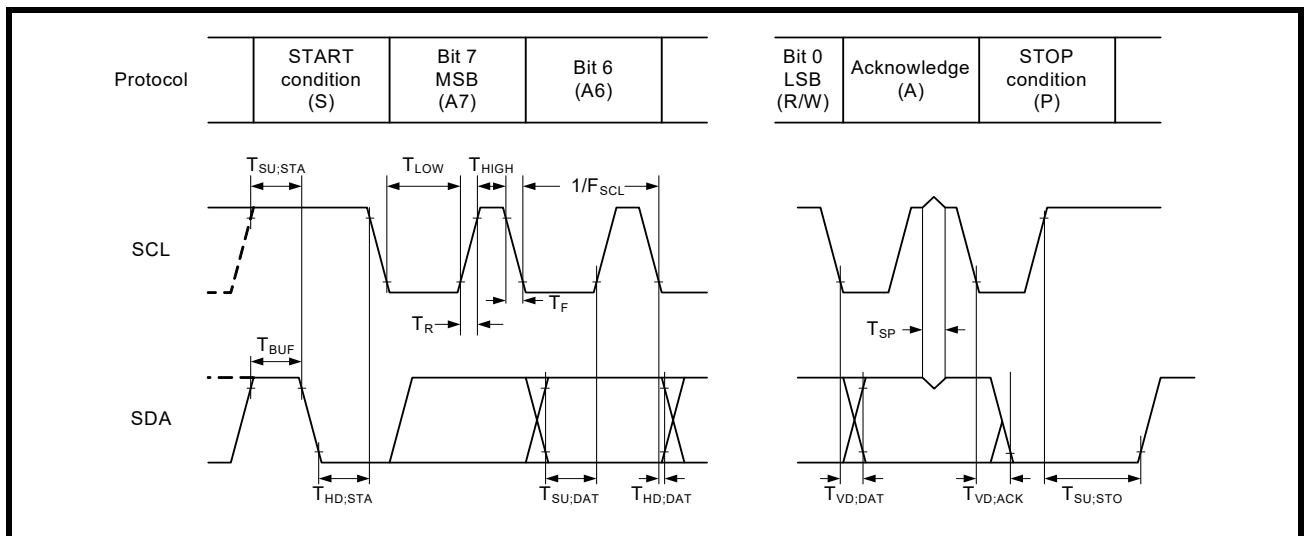 Protocol
START
condition
(S)
Bit 7
MSB
(A7)
Bit 6
(A6)
Bit 0
LSB
(R/W)
Acknowledge
(A)
STOP
condition
(P)
TSU;STA
TLOW
THIGH
1/FSCL
SCL
TR
TF
TSP
TBUF
SDA
THD;STA
TSU;DAT
THD;DAT
TVD;DAT
TVD;ACK
TSU;STO